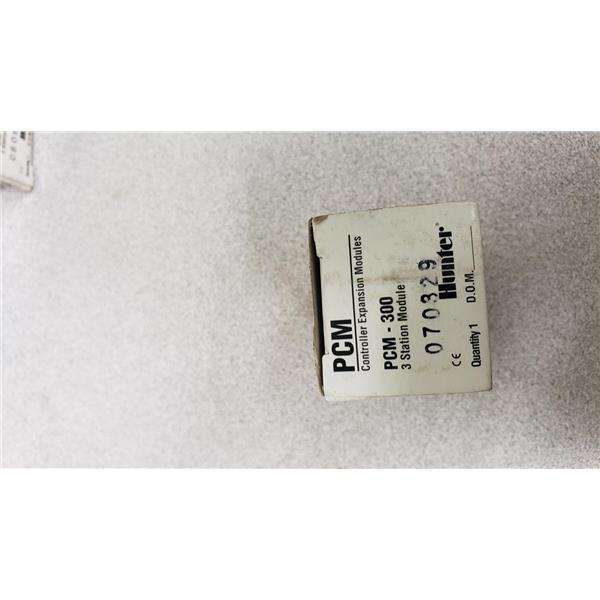 PCM
Controller Expansion Modules
PCM - 300
3 Station Module
070329
CE Hunter®
Quantity 1 D.O.M.